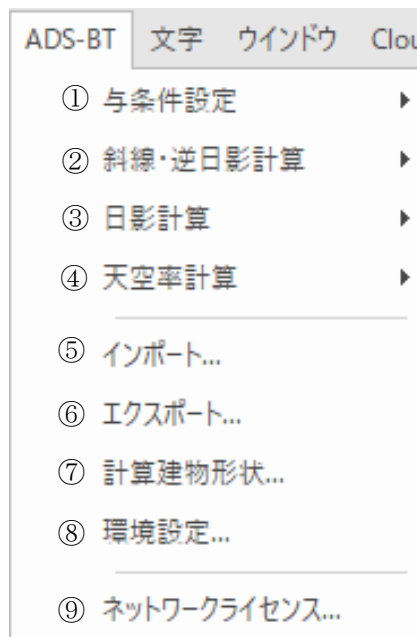 ADS-BT 文字 ウインドウ Clou
① 与条件設定
② 斜線・逆日影計算
③ 日影計算
④ 天空率計算
⑤ インポート...
⑥ エクスポート...
⑦ 計算建物形状...
⑧ 環境設定...
⑨ ネットワークライセンス...